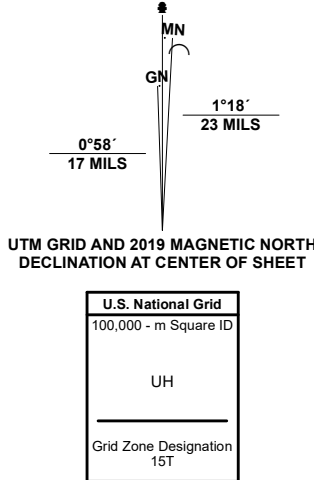 MN
GN
1°18´
23 MILS
0°58´
17 MILS
UTM GRID AND 2019 MAGNETIC NORTH
DECLINATION AT CENTER OF SHEET
U.S. National Grid
100,000 - m Square ID
UH
Grid Zone Designation
15T